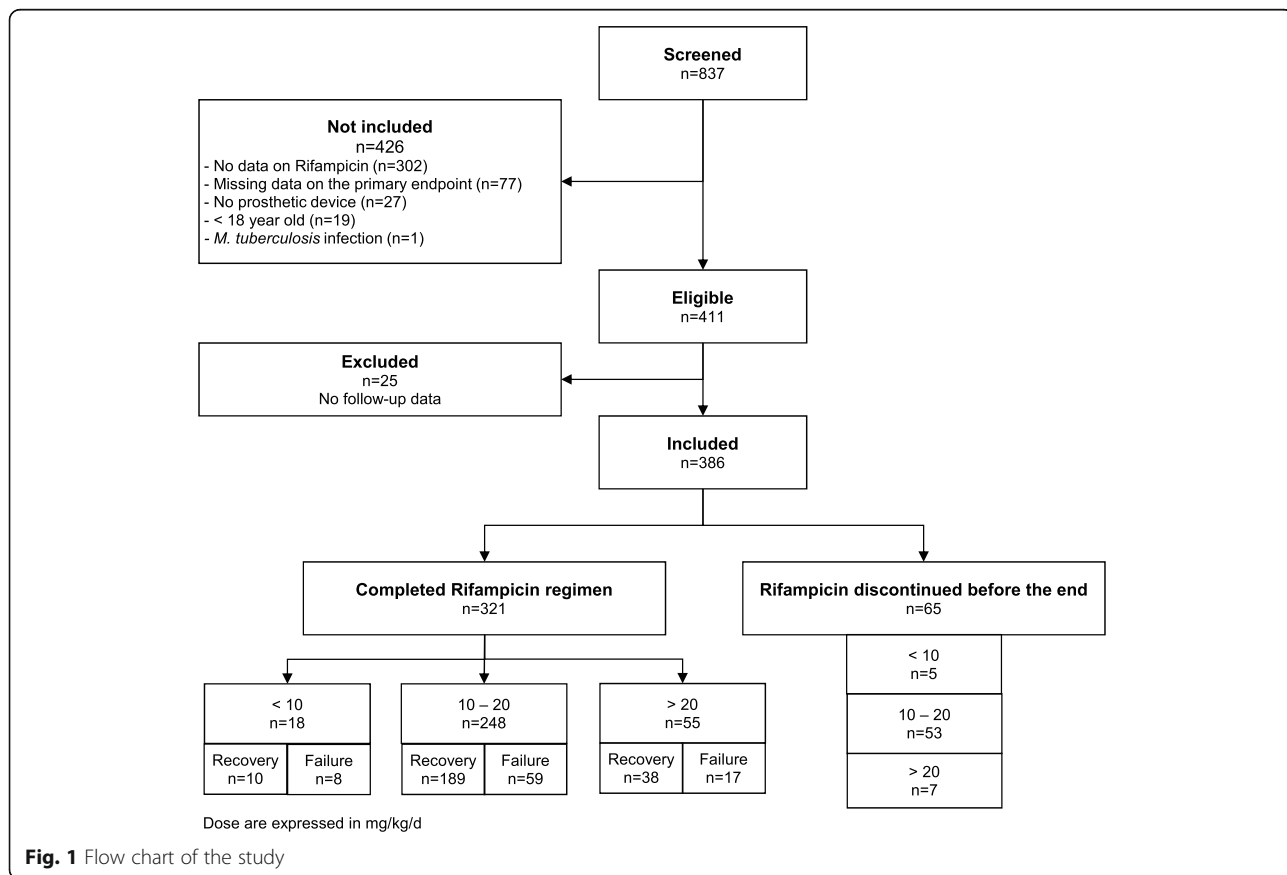 Screened
n=837
Not included
n=426
- No data on Rifampicin (n=302)
- Missing data on the primary endpoint (n=77)
- No prosthetic device (n=27)
- < 18 year old (n=19)
- M. tuberculosis infection (n=1)
Eligible
n=411
Excluded
n=25
No follow-up data
Included
n=386
Completed Rifampicin regimen
n=321
Rifampicin discontinued before the end
n=65
< 10
n=18
10 – 20
n=248
> 20
n=55
Recovery
n=10
Failure
n=8
Recovery
n=189
Failure
n=59
Recovery
n=38
Failure
n=17
< 10
n=5
10 – 20
n=53
> 20
n=7
Dose are expressed in mg/kg/d
Fig. 1 Flow chart of the study